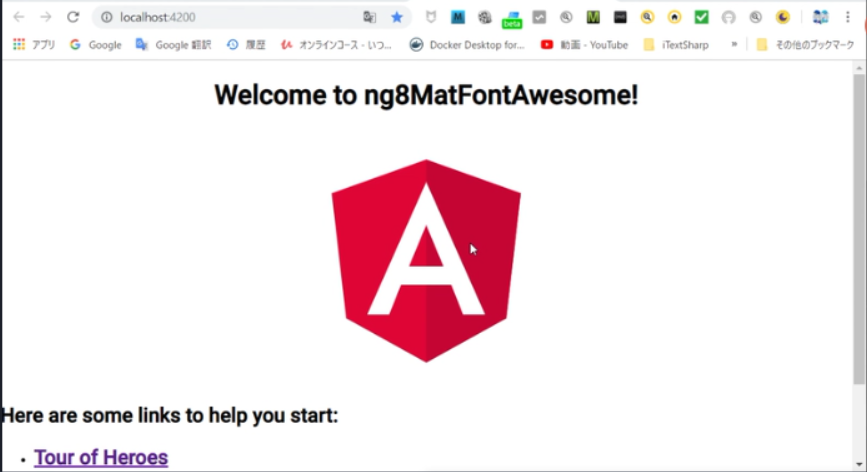 localhost:4200
beta
アプリ Google Google 翻訳 履歴 オンラインコース - いつ... Docker Desktop for... 動画 - YouTube iTextSharp » その他のブックマーク
Welcome to ng8MatFontAwesome!
A
Here are some links to help you start:
• Tour of Heroes